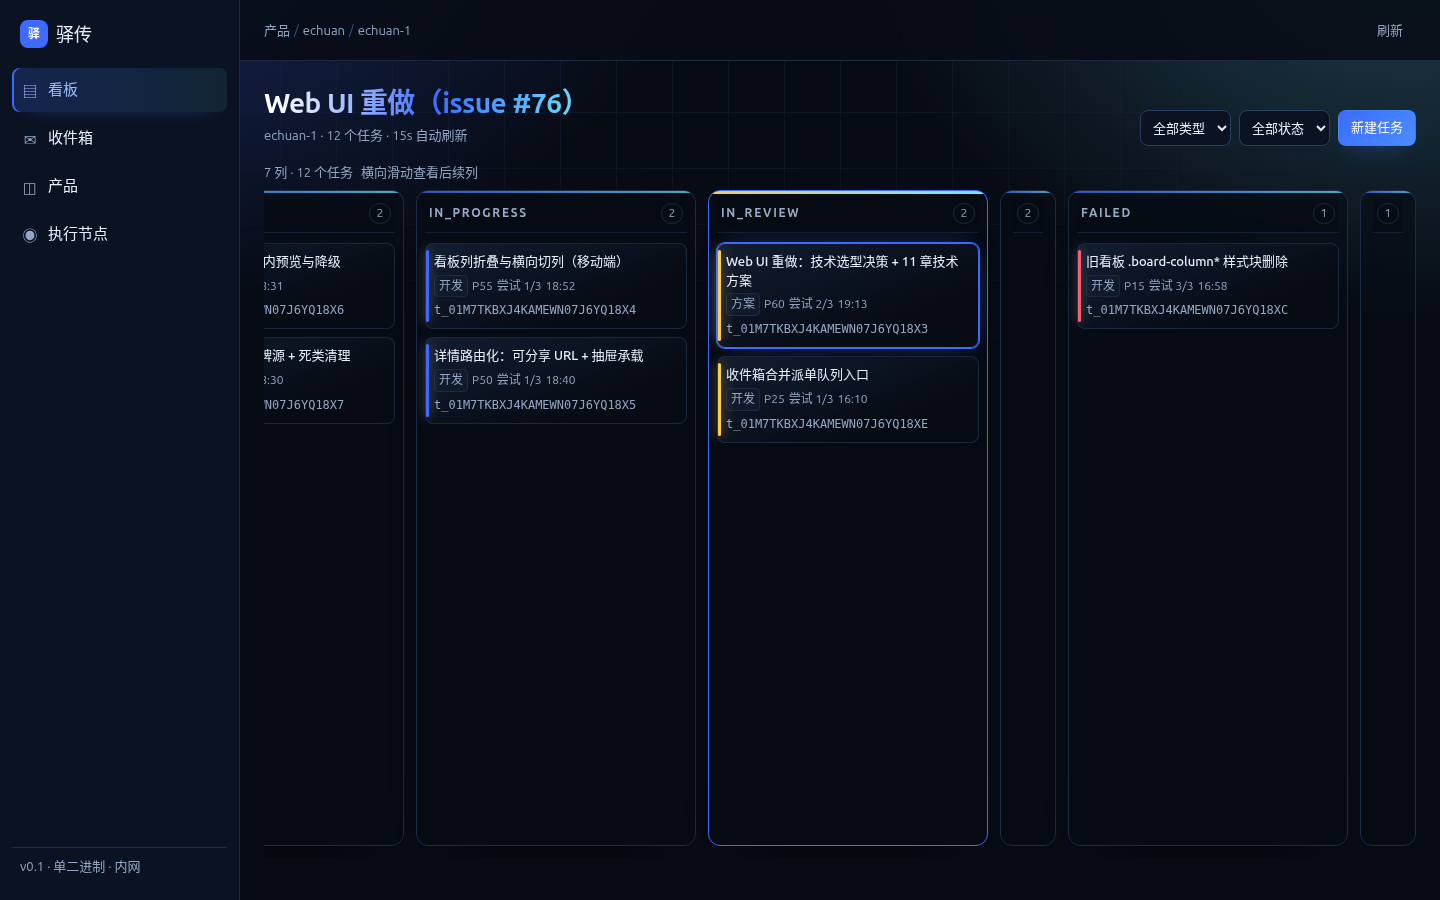 驿 驿传
看板
收件箱
产品
执行节点
v0.1 · 单二进制 · 内网
产品 / echuan / echuan-1
刷新
Web UI 重做（issue #76）
echuan-1 · 12 个任务 · 15s 自动刷新
全部类型
全部状态
新建任务
7 列 · 12 个任务 横向滑动查看后续列
2
内预览与降级
:31
N07J6YQ18X6
源 + 死类清理
:30
N07J6YQ18X7
IN_PROGRESS 2
看板列折叠与横向切列（移动端）
开发 P55 尝试 1/3 18:52
t_01M7TKBXJ4KAMEWN07J6YQ18X4
详情路由化：可分享 URL + 抽屉承载
开发 P50 尝试 1/3 18:40
t_01M7TKBXJ4KAMEWN07J6YQ18X5
IN_REVIEW 2
Web UI 重做：技术选型决策 + 11 章技术
方案
方案 P60 尝试 2/3 19:13
t_01M7TKBXJ4KAMEWN07J6YQ18X3
收件箱合并派单队列入口
开发 P25 尝试 1/3 16:10
t_01M7TKBXJ4KAMEWN07J6YQ18XE
2
FAILED 1
旧看板 .board-column* 样式块删除
开发 P15 尝试 3/3 16:58
t_01M7TKBXJ4KAMEWN07J6YQ18XC
1